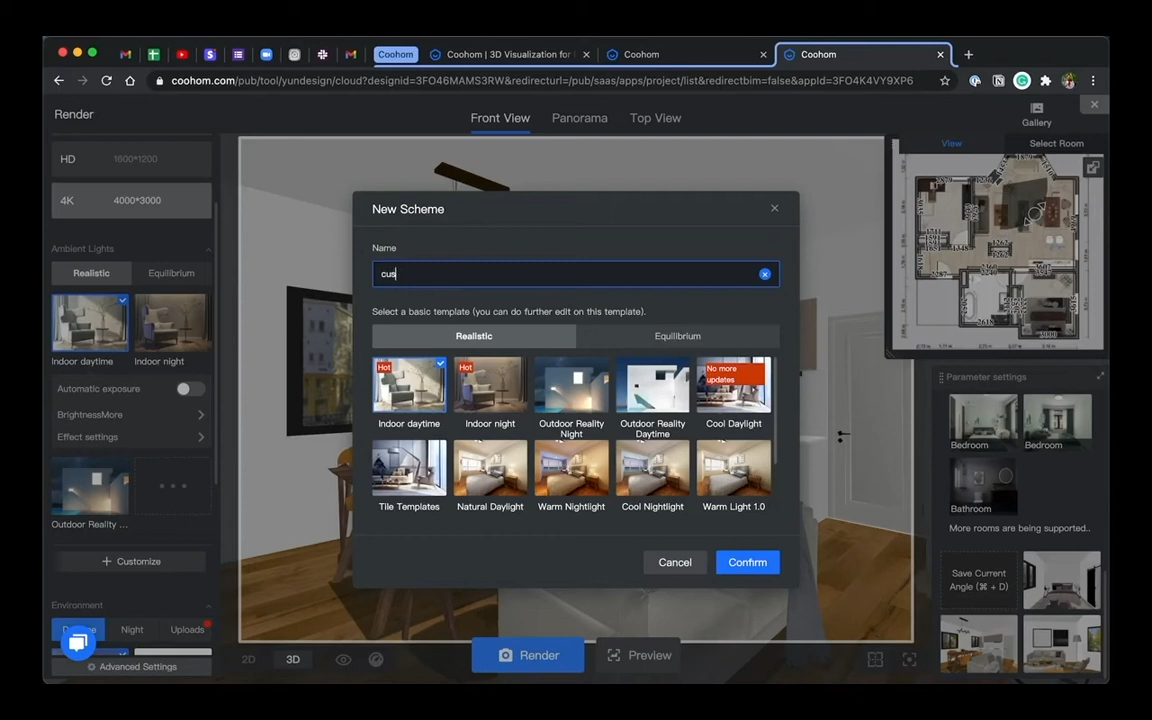 Coohom
Coohom | 3D Visualization for
Coohom
Coohom
coohom.com/pub/tool/yundesign/cloud?designid=3FO46MAMS3RW&redirecturl=/pub/saas/apps/project/list&redirectbim=false&appId=3FO4K4VY9XP6
Render
Front View
Panorama
Top View
Gallery
HD 1600*1200
4K 4000*3000
Ambient Lights
Realistic
Equilibrium
Indoor daytime
Indoor night
Automatic exposure
BrightnessMore
Effect settings
Outdoor Reality ...
+ Customize
Environment
Night
Uploads
Advanced Settings
New Scheme
Name
cus
Select a basic template (you can do further edit on this template).
Realistic
Equilibrium
Hot
Hot
No more
updates
Indoor daytime
Indoor night
Outdoor Reality
Night
Outdoor Reality
Daytime
Cool Daylight
Tile Templates
Natural Daylight
Warm Nightlight
Cool Nightlight
Warm Light 1.0
Cancel
Confirm
2D
3D
Render
Preview
View
Select Room
Parameter settings
Bedroom
Bedroom
Bathroom
More rooms are being supported..
Save Current
Angle (⌘ + D)